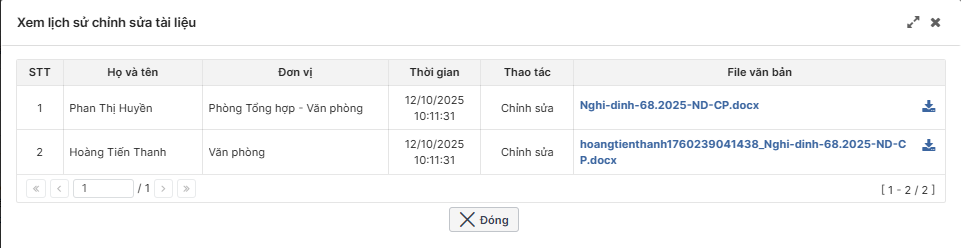 Xem lịch sử chỉnh sửa tài liệu
STT Họ và tên Đơn vị Thời gian Thao tác File văn bản
1 Phan Thị Huyền Phòng Tổng hợp - Văn phòng 12/10/2025 10:11:31 Chỉnh sửa Nghi-dinh-68.2025-ND-CP.docx
2 Hoàng Tiến Thanh Văn phòng 12/10/2025 10:11:31 Chỉnh sửa hoangtienthanh1760239041438_Nghi-dinh-68.2025-ND-C
P.docx
« < 1 / 1 > » [ 1 - 2 / 2 ]
Đóng